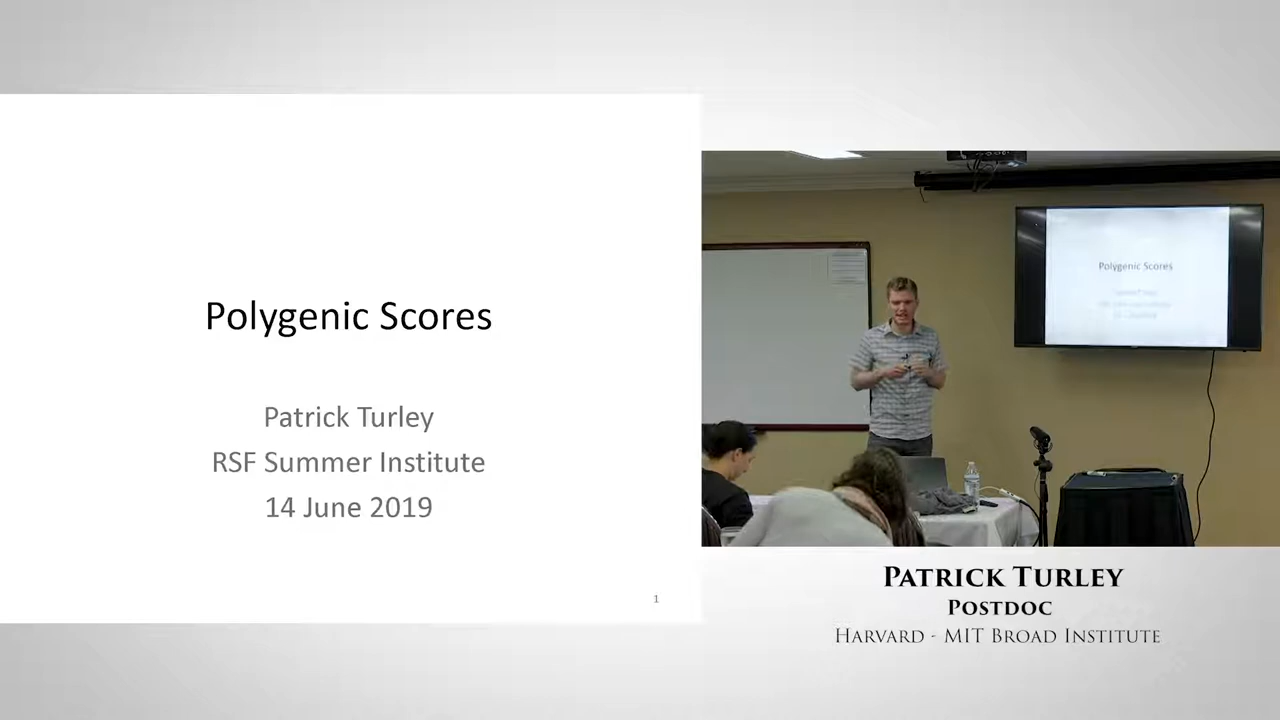 Polygenic Scores
Patrick Turley
RSF Summer Institute
14 June 2019
1
Polygenic Scores
PATRICK TURLEY
POSTDOC
HARVARD - MIT BROAD INSTITUTE